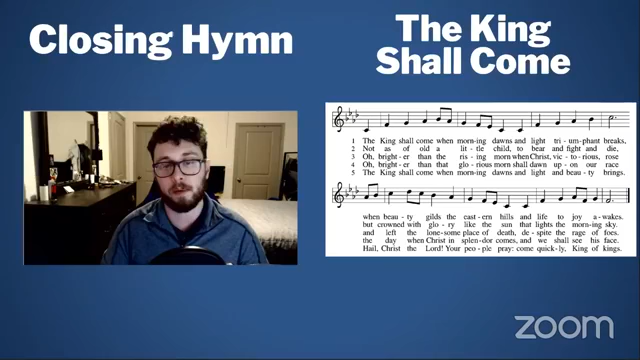 Closing Hymn
The King
Shall Come
1 The King shall come when morn-ing dawns and light tri - um-phant breaks,
2 Not as of old a lit - tle child, to bear and fight and die,
3 Oh, bright-er than the ris - ing morn when Christ, vic - to-rious, rose
4 Oh, bright-er than that glo-rious morn shall dawn up - on our race
5 The King shall come when morn-ing dawns and light and beau-ty brings.
when beau - ty gilds the east-ern hills and life to joy a-wakes.
but crowned with glo-ry like the sun that lights the morn-ing sky.
and left the lone-some place of death, de - spite the rage of foes.
the day when Christ in splen-dor comes, and we shall see his face.
Hail, Christ the Lord! Your peo-ple pray: come quick-ly, King of kings.
zoom